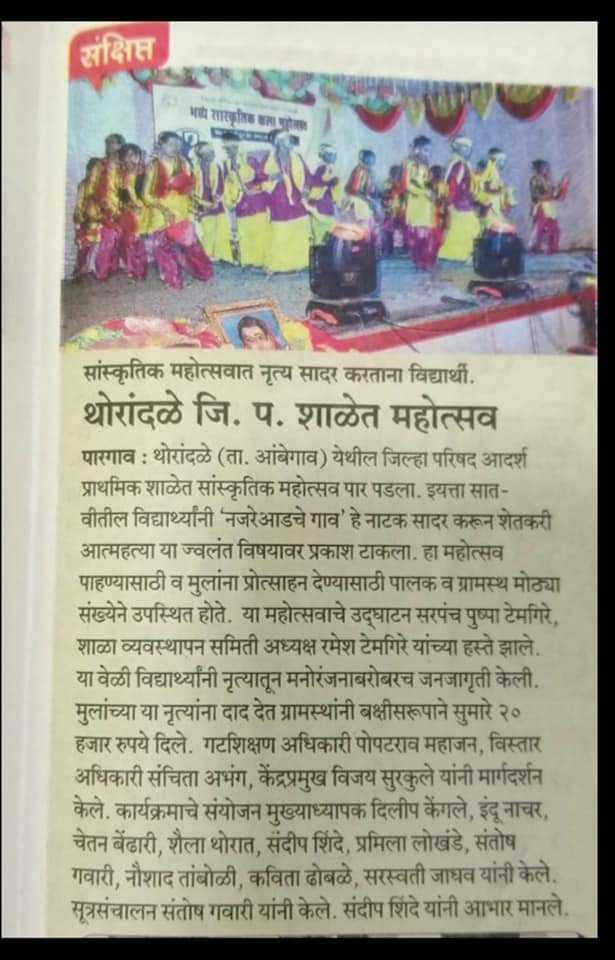 संक्षिप्त
भव्य सांस्कृतिक कला महोत्सव
सांस्कृतिक महोत्सवात नृत्य सादर करताना विद्यार्थी.
थोरांदळे जि. प. शाळेत महोत्सव
पारगाव : थोरांदळे (ता. आंबेगाव) येथील जिल्हा परिषद आदर्श
प्राथमिक शाळेत सांस्कृतिक महोत्सव पार पडला. इयत्ता सात-
वीतील विद्यार्थ्यांनी ‘नजरेआडचे गाव’ हे नाटक सादर करून शेतकरी
आत्महत्या या ज्वलंत विषयावर प्रकाश टाकला. हा महोत्सव
पाहण्यासाठी व मुलांना प्रोत्साहन देण्यासाठी पालक व ग्रामस्थ मोठ्या
संख्येने उपस्थित होते. या महोत्सवाचे उद्‌घाटन सरपंच पुष्पा टेमगिरे,
शाळा व्यवस्थापन समिती अध्यक्ष रमेश टेमगिरे यांच्या हस्ते झाले.
या वेळी विद्यार्थ्यांनी नृत्यातून मनोरंजनाबरोबरच जनजागृती केली.
मुलांच्या या नृत्यांना दाद देत ग्रामस्थांनी बक्षीसरूपाने सुमारे २०
हजार रुपये दिले. गटशिक्षण अधिकारी पोपटराव महाजन, विस्तार
अधिकारी संचिता अभंग, केंद्रप्रमुख विजय सुरकुले यांनी मार्गदर्शन
केले. कार्यक्रमाचे संयोजन मुख्याध्यापक दिलीप केंगले, इंदू नाचर,
चेतन बेंढारी, शैला थोरात, संदीप शिंदे, प्रमिला लोखंडे, संतोष
गवारी, नौशाद तांबोळी, कविता ढोबळे, सरस्वती जाधव यांनी केले.
सूत्रसंचालन संतोष गवारी यांनी केले. संदीप शिंदे यांनी आभार मानले.